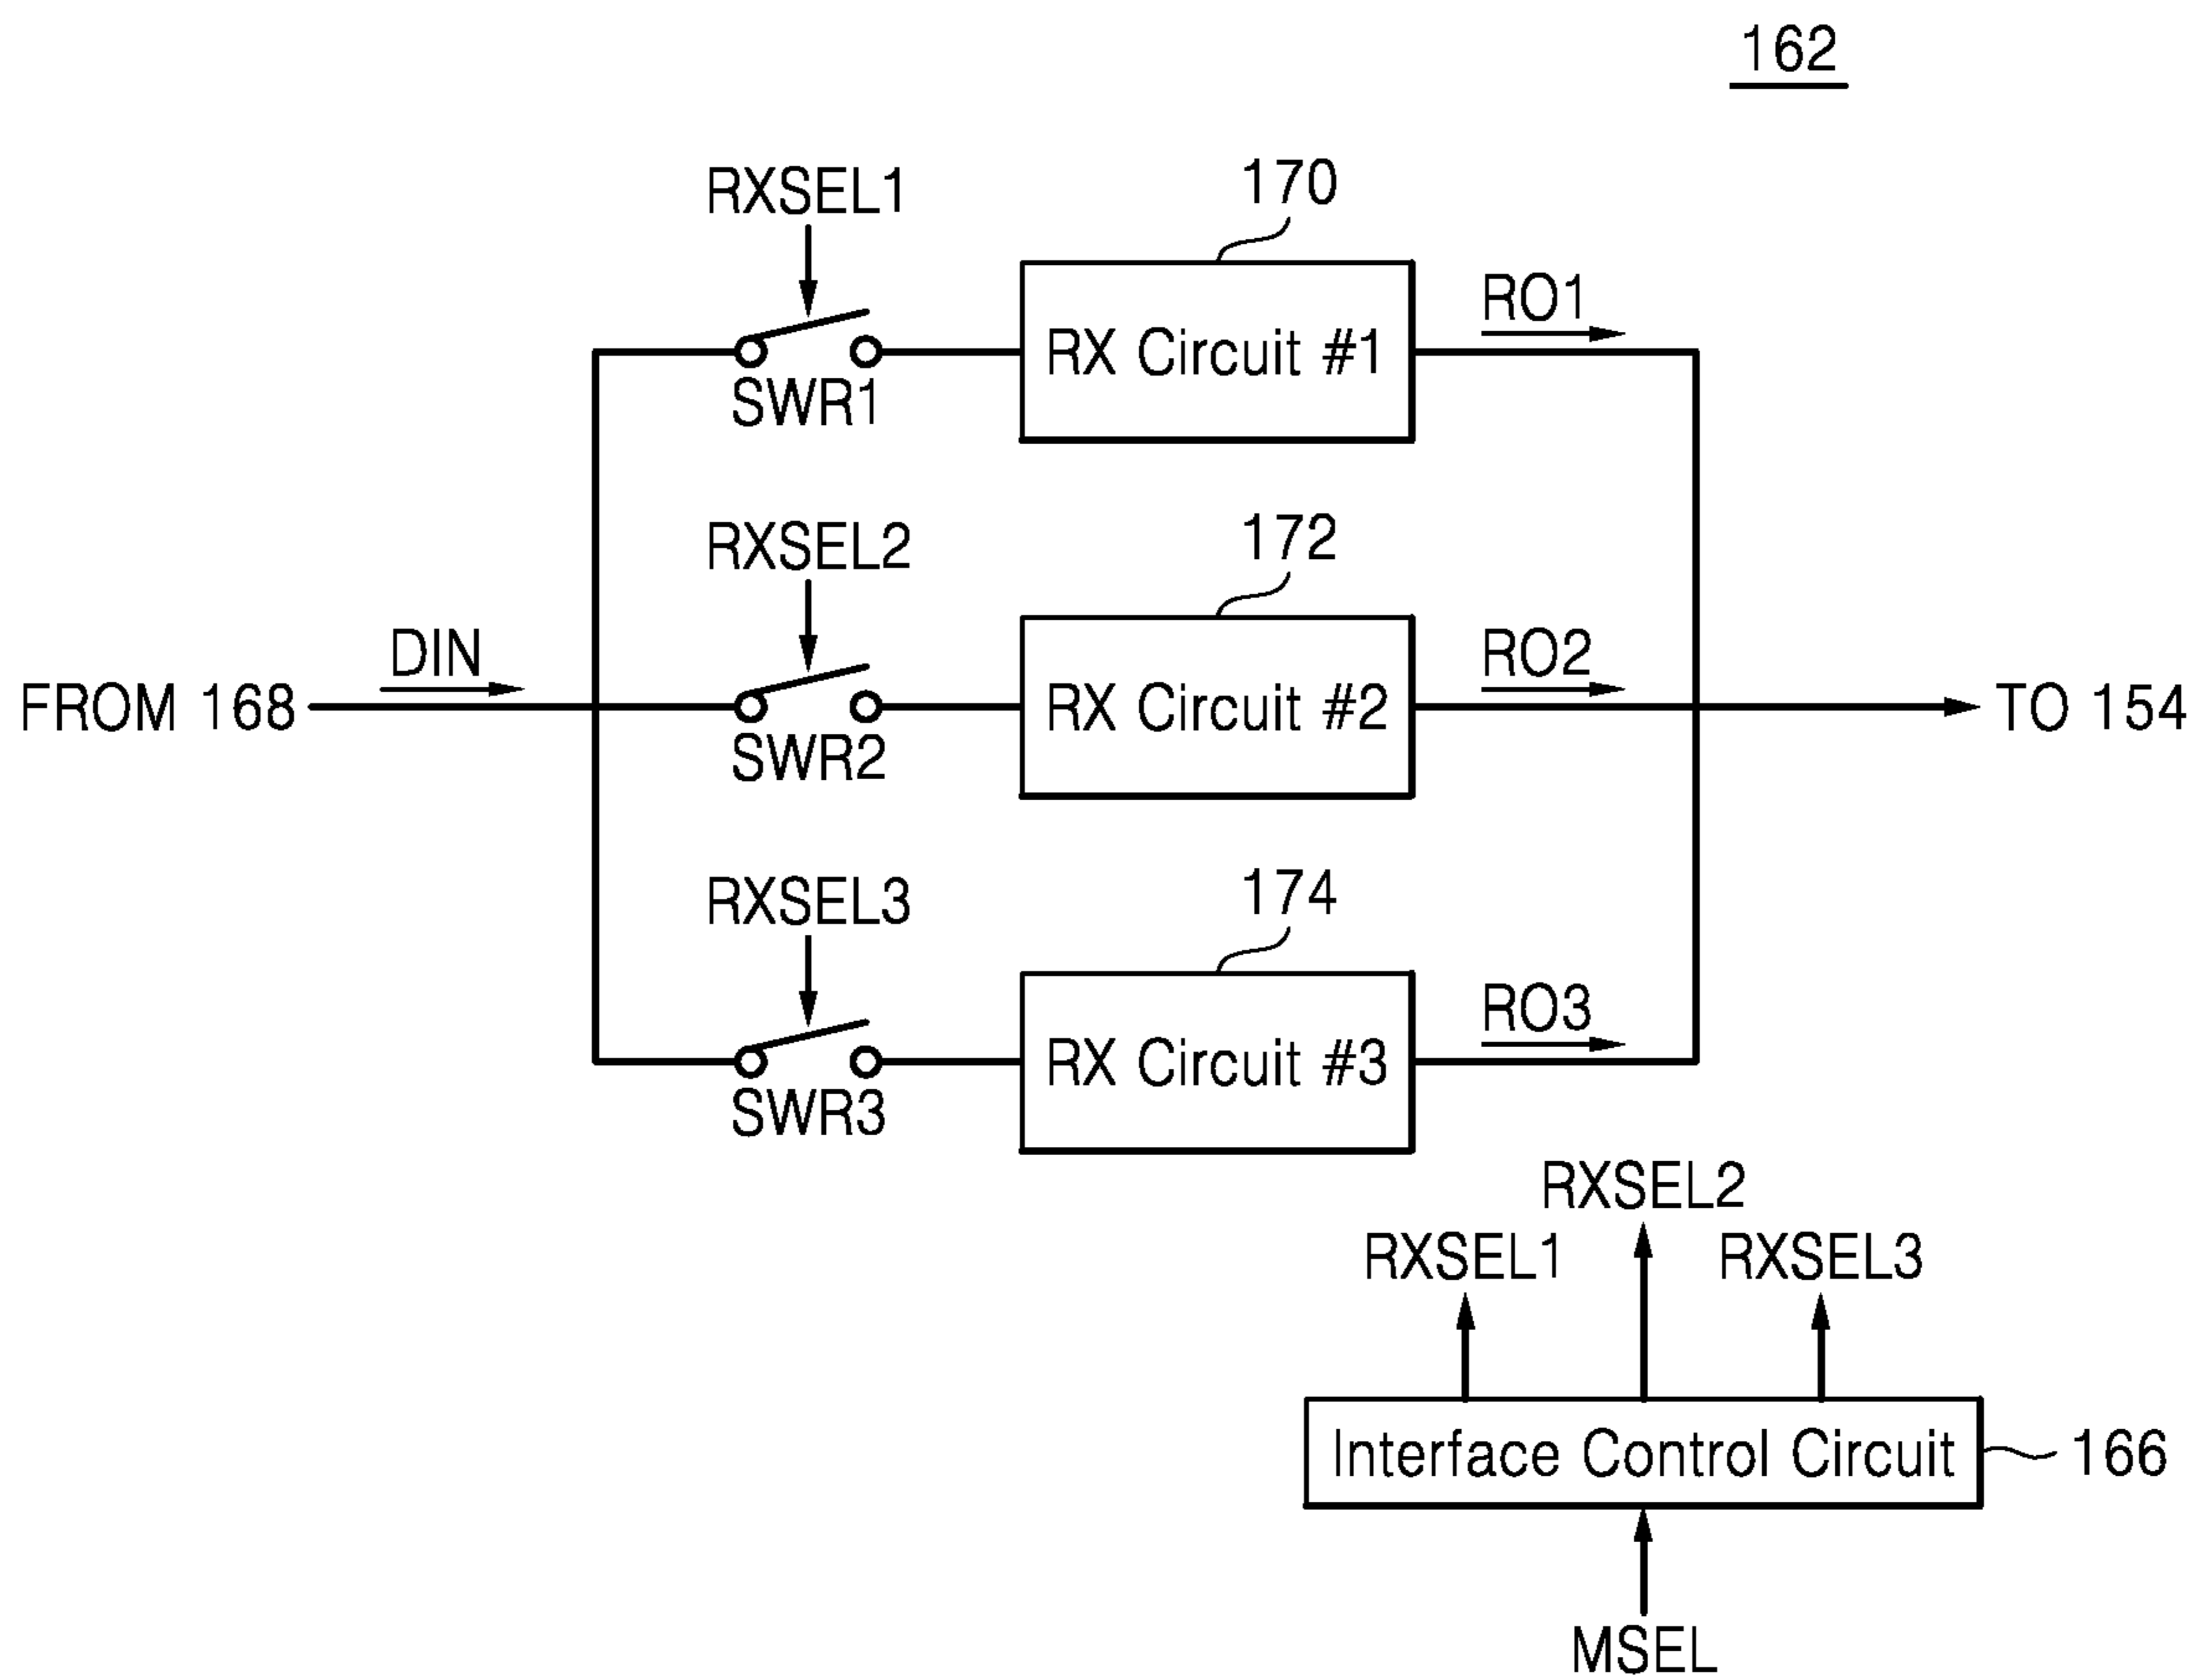 162
170
RXSEL1
RO1
RX Circuit #1
SWR1
172
RXSEL2
DIN
RO2
FROM 168
RX Circuit #2
TO 154
SWR2
174
RXSEL3
RO3
RX Circuit #3
SWR3
RXSEL2
RXSEL1
RXSEL3
Interface Control Circuit
166
MSEL